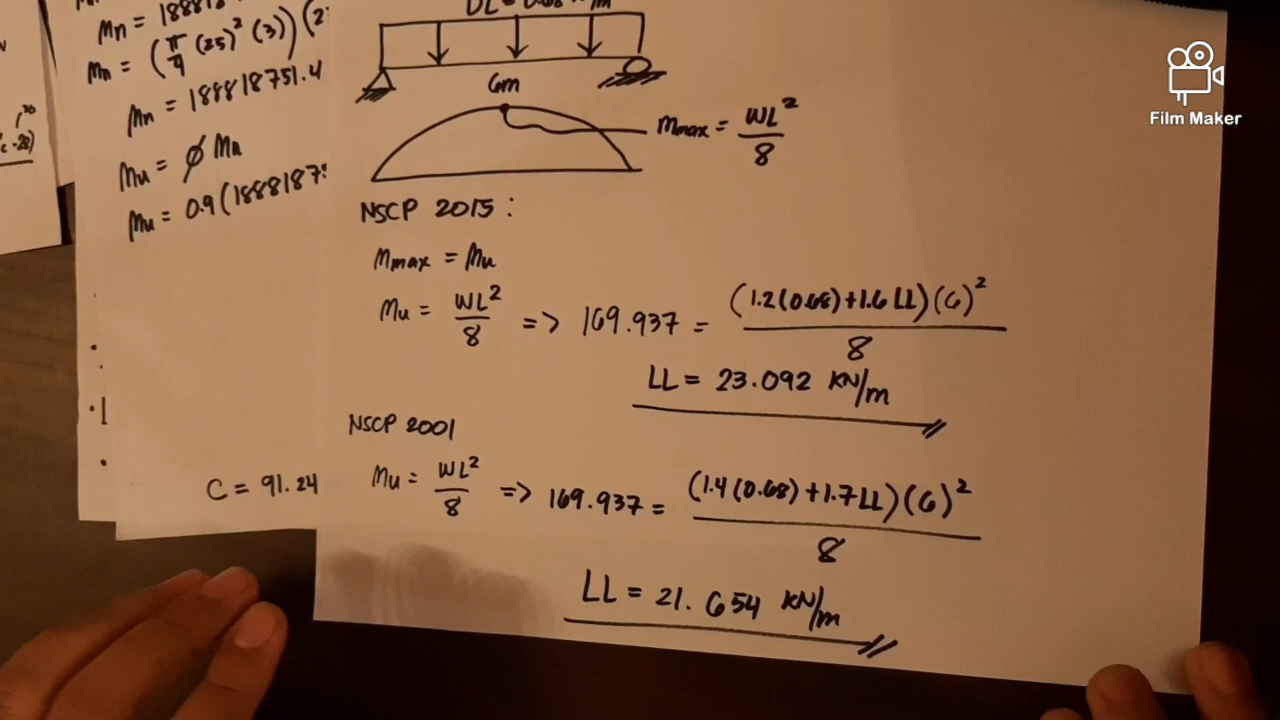 Mn = 18881
Mn = (π/4 (25)² (3)) (2
Mn = 188818751.4
Mu = φ Mn
Mu = 0.9 (1888187
C = 91.24
6m
Mmax = WL²/8
NSCP 2015 :
Mmax = Mu
Mu = WL²/8 => 169.937 = (1.2(0.68)+1.6 LL)(6)²/8
LL = 23.092 KN/m
NSCP 2001
Mu = WL²/8 => 169.937 = (1.4(0.68)+1.7 LL)(6)²/8
LL = 21.654 KN/m
Film Maker